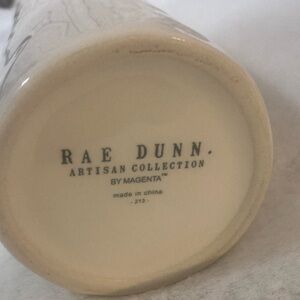 RAE DUNN.
ARTISAN COLLECTION
BY MAGENTA™
made in china
- 213 -